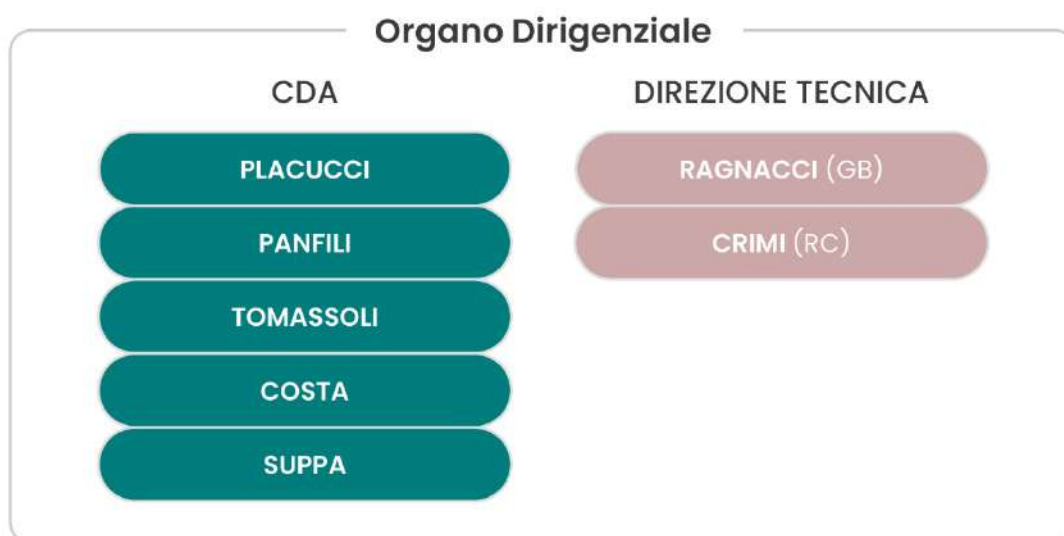 Organo Dirigenziale
CDA
PLACUCCI
PANFILI
TOMASSOLI
COSTA
SUPPA
DIREZIONE TECNICA
RAGNACCI (GB)
CRIMI (RC)